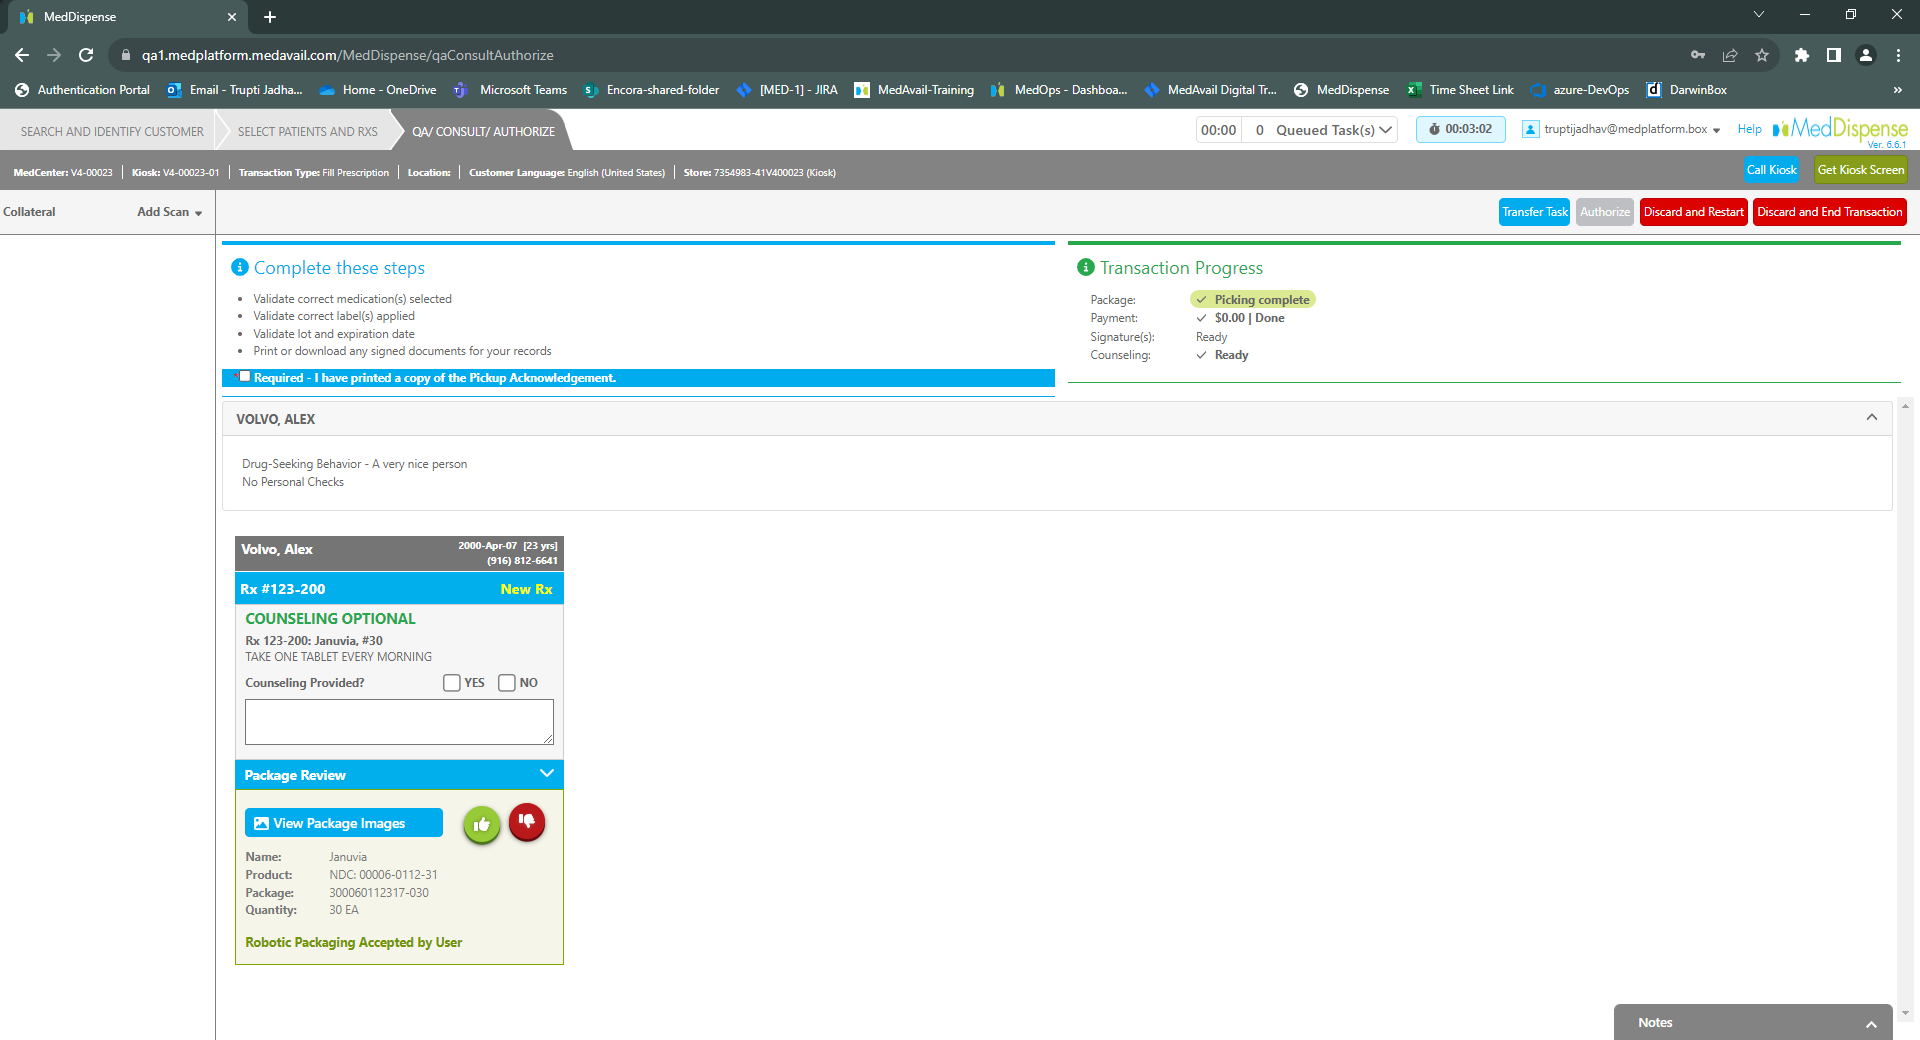 MedDispense
qa1.medplatform.medavail.com/MedDispense/qaConsultAuthorize
Authentication Portal
Email - Trupti Jadha...
Home - OneDrive
Microsoft Teams
Encora-shared-folder
[MED-1] - JIRA
MedAvail-Training
MedOps - Dashboa...
MedAvail Digital Tr...
MedDispense
Time Sheet Link
azure-DevOps
DarwinBox
SEARCH AND IDENTIFY CUSTOMER
SELECT PATIENTS AND RXS
QA/ CONSULT/ AUTHORIZE
00:00
0 Queued Task(s)
00:03:02
truptijadhav@medplatform.box
Help
MedDispense
Ver. 6.6.1
MedCenter: V4-00023
Kiosk: V4-00023-01
Transaction Type: Fill Prescription
Location:
Customer Language: English (United States)
Store: 7354983-41V400023 (Kiosk)
Call Kiosk
Get Kiosk Screen
Collateral
Add Scan
Transfer Task
Authorize
Discard and Restart
Discard and End Transaction
Complete these steps
Validate correct medication(s) selected
Validate correct label(s) applied
Validate lot and expiration date
Print or download any signed documents for your records
* Required - I have printed a copy of the Pickup Acknowledgement.
Transaction Progress
Package: Picking complete
Payment: $0.00 | Done
Signature(s): Ready
Counseling: Ready
VOLVO, ALEX
Drug-Seeking Behavior - A very nice person
No Personal Checks
Volvo, Alex
2000-Apr-07 [23 yrs]
(916) 812-6641
Rx #123-200
New Rx
COUNSELING OPTIONAL
Rx 123-200: Januvia, #30
TAKE ONE TABLET EVERY MORNING
Counseling Provided?
YES
NO
Package Review
View Package Images
Name: Januvia
Product: NDC: 00006-0112-31
Package: 300060112317-030
Quantity: 30 EA
Robotic Packaging Accepted by User
Notes